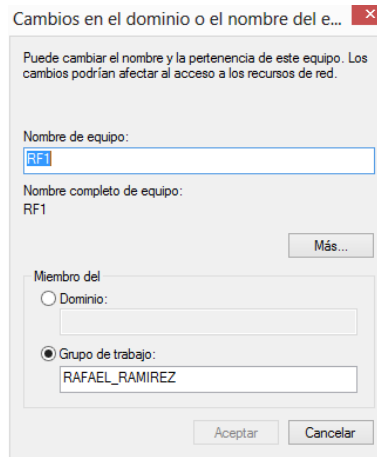 Cambios en el dominio o el nombre del e...
Puede cambiar el nombre y la pertenencia de este equipo. Los
cambios podrían afectar al acceso a los recursos de red.
Nombre de equipo:
RF1
Nombre completo de equipo:
RF1
Más...
Miembro del
Dominio:
Grupo de trabajo:
RAFAEL_RAMIREZ
Aceptar
Cancelar